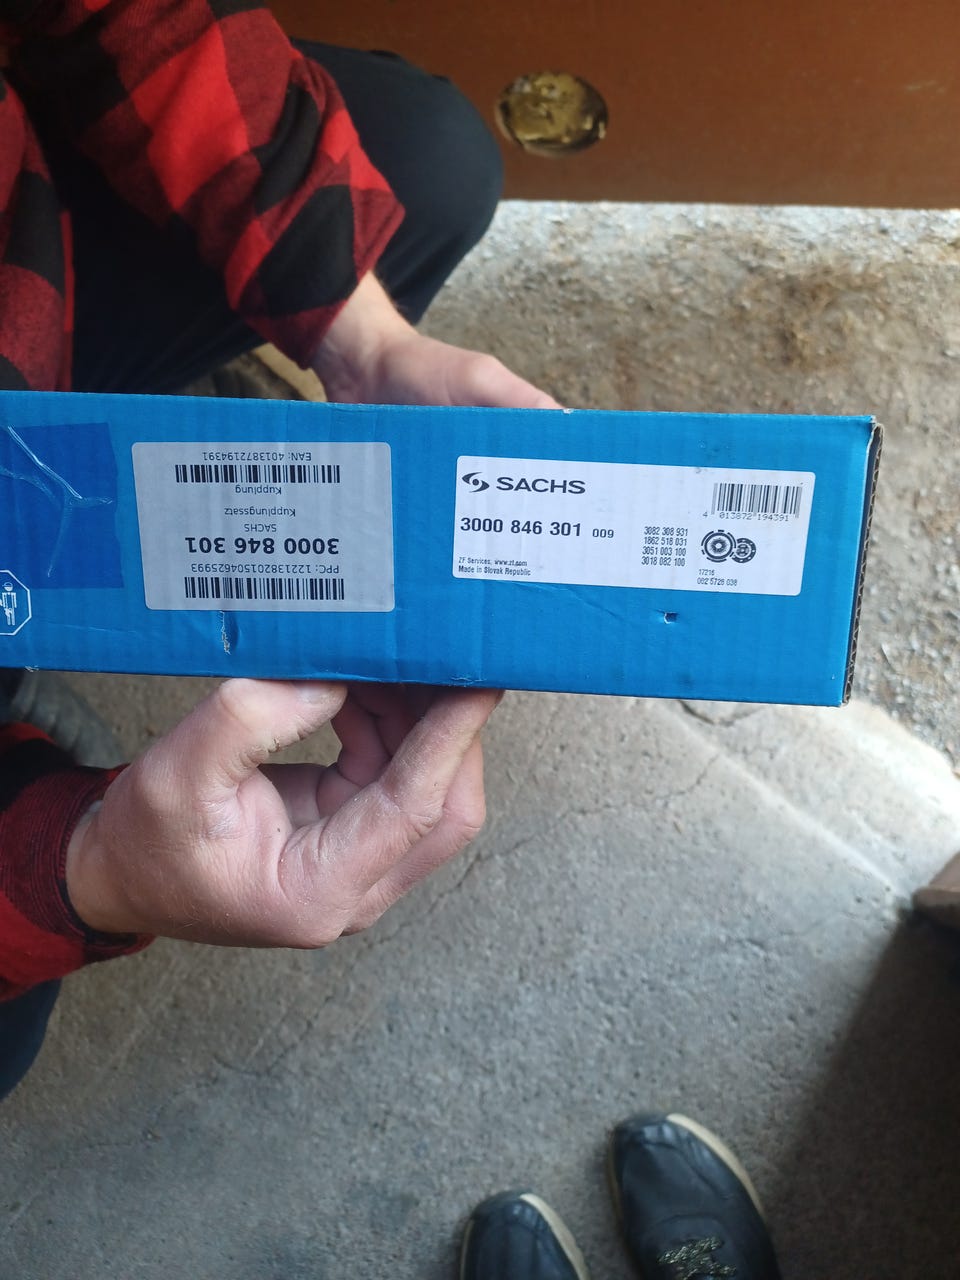 EAN: 4013872194391
Kupplung
Kupplungssatz
SACHS
3000 846 301
PPC: 122138201504625993
SACHS
4 013872 194391
3000 846 301 009
3082 308 931
1862 518 031
3051 003 100
3018 082 100
ZF Services, www.zf.com
Made in Slovak Republic
17216
002 5728 038